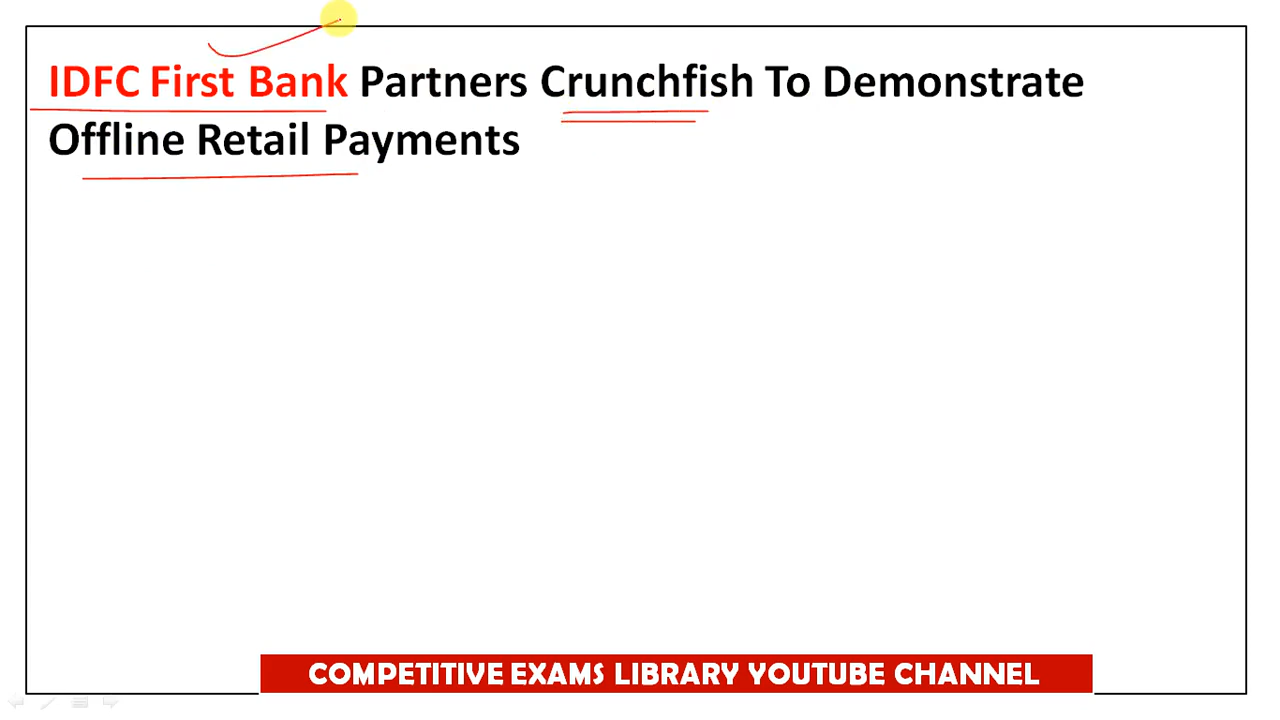 IDFC First Bank Partners Crunchfish To Demonstrate
Offline Retail Payments
COMPETITIVE EXAMS LIBRARY YOUTUBE CHANNEL